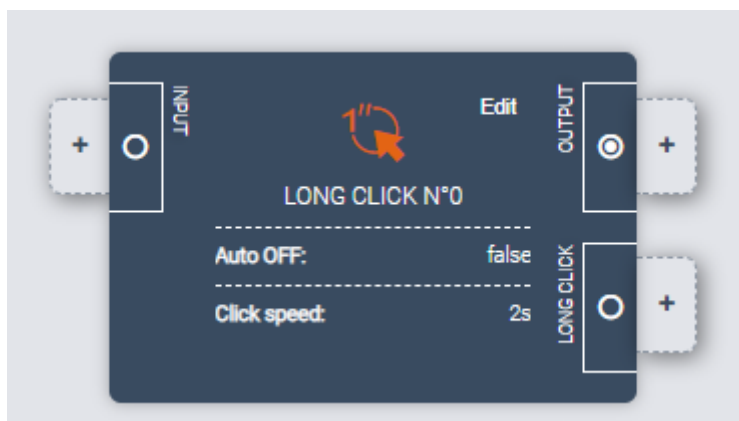 INPUT
+
1"
Edit
OUTPUT
+
LONG CLICK N°0
Auto OFF: false
Click speed: 2s
LONG CLICK
+